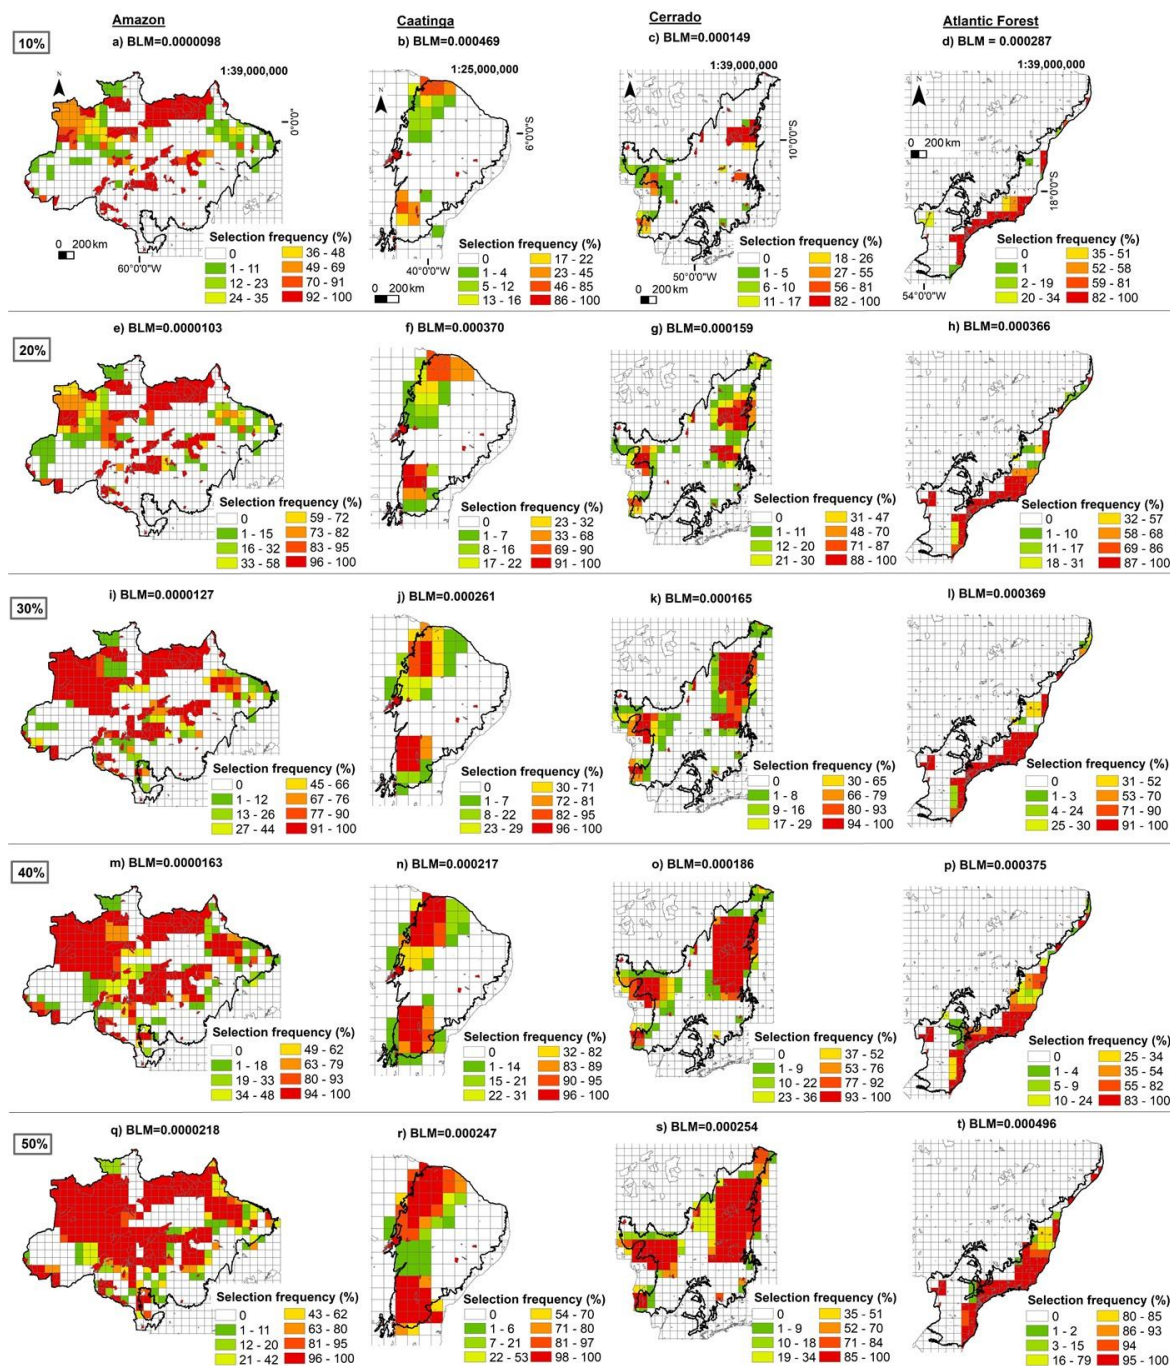 Amazon
Caatinga
Cerrado
Atlantic Forest
10%
a) BLM=0.0000098
b) BLM=0.000469
c) BLM=0.000149
d) BLM = 0.000287
N
1:39,000,000
0°0'0"
0 200 km
60°0'0"W
Selection frequency (%)
0
1 - 11
12 - 23
24 - 35
36 - 48
49 - 69
70 - 91
92 - 100
N
1:25,000,000
6°0'0"S
40°0'0"W
0 200 km
Selection frequency (%)
0
1 - 4
5 - 12
13 - 16
17 - 22
23 - 45
46 - 85
86 - 100
N
1:39,000,000
10°0'0"S
50°0'0"W
0 200 km
Selection frequency (%)
0
1 - 5
6 - 10
11 - 17
18 - 26
27 - 55
56 - 81
82 - 100
N
1:39,000,000
0 200 km
18°0'0"S
54°0'0"W
Selection frequency (%)
0
1
2 - 19
20 - 34
35 - 51
52 - 58
59 - 81
82 - 100
20%
e) BLM=0.0000103
f) BLM=0.000370
g) BLM=0.000159
h) BLM=0.000366
Selection frequency (%)
0
1 - 15
16 - 32
33 - 58
59 - 72
73 - 82
83 - 95
96 - 100
Selection frequency (%)
0
1 - 7
8 - 16
17 - 22
23 - 32
33 - 68
69 - 90
91 - 100
Selection frequency (%)
0
1 - 11
12 - 20
21 - 30
31 - 47
48 - 70
71 - 87
88 - 100
Selection frequency (%)
0
1 - 10
11 - 17
18 - 31
32 - 57
58 - 68
69 - 86
87 - 100
30%
i) BLM=0.0000127
j) BLM=0.000261
k) BLM=0.000165
l) BLM=0.000369
Selection frequency (%)
0
1 - 12
13 - 26
27 - 44
45 - 66
67 - 76
77 - 90
91 - 100
Selection frequency (%)
0
1 - 7
8 - 22
23 - 29
30 - 71
72 - 81
82 - 95
96 - 100
Selection frequency (%)
0
1 - 8
9 - 16
17 - 29
30 - 65
66 - 79
80 - 93
94 - 100
Selection frequency (%)
0
1 - 3
4 - 24
25 - 30
31 - 52
53 - 70
71 - 90
91 - 100
40%
m) BLM=0.0000163
n) BLM=0.000217
o) BLM=0.000186
p) BLM=0.000375
Selection frequency (%)
0
1 - 18
19 - 33
34 - 48
49 - 62
63 - 79
80 - 93
94 - 100
Selection frequency (%)
0
1 - 14
15 - 21
22 - 31
32 - 82
83 - 89
90 - 95
96 - 100
Selection frequency (%)
0
1 - 9
10 - 22
23 - 36
37 - 52
53 - 76
77 - 92
93 - 100
Selection frequency (%)
0
1 - 4
5 - 9
10 - 24
25 - 34
35 - 54
55 - 82
83 - 100
50%
q) BLM=0.0000218
r) BLM=0.000247
s) BLM=0.000254
t) BLM=0.000496
Selection frequency (%)
0
1 - 11
12 - 20
21 - 42
43 - 62
63 - 80
81 - 95
96 - 100
Selection frequency (%)
0
1 - 6
7 - 21
22 - 53
54 - 70
71 - 80
81 - 97
98 - 100
Selection frequency (%)
0
1 - 9
10 - 18
19 - 34
35 - 51
52 - 70
71 - 84
85 - 100
Selection frequency (%)
0
1 - 2
3 - 15
16 - 79
80 - 85
86 - 93
94
95 - 100